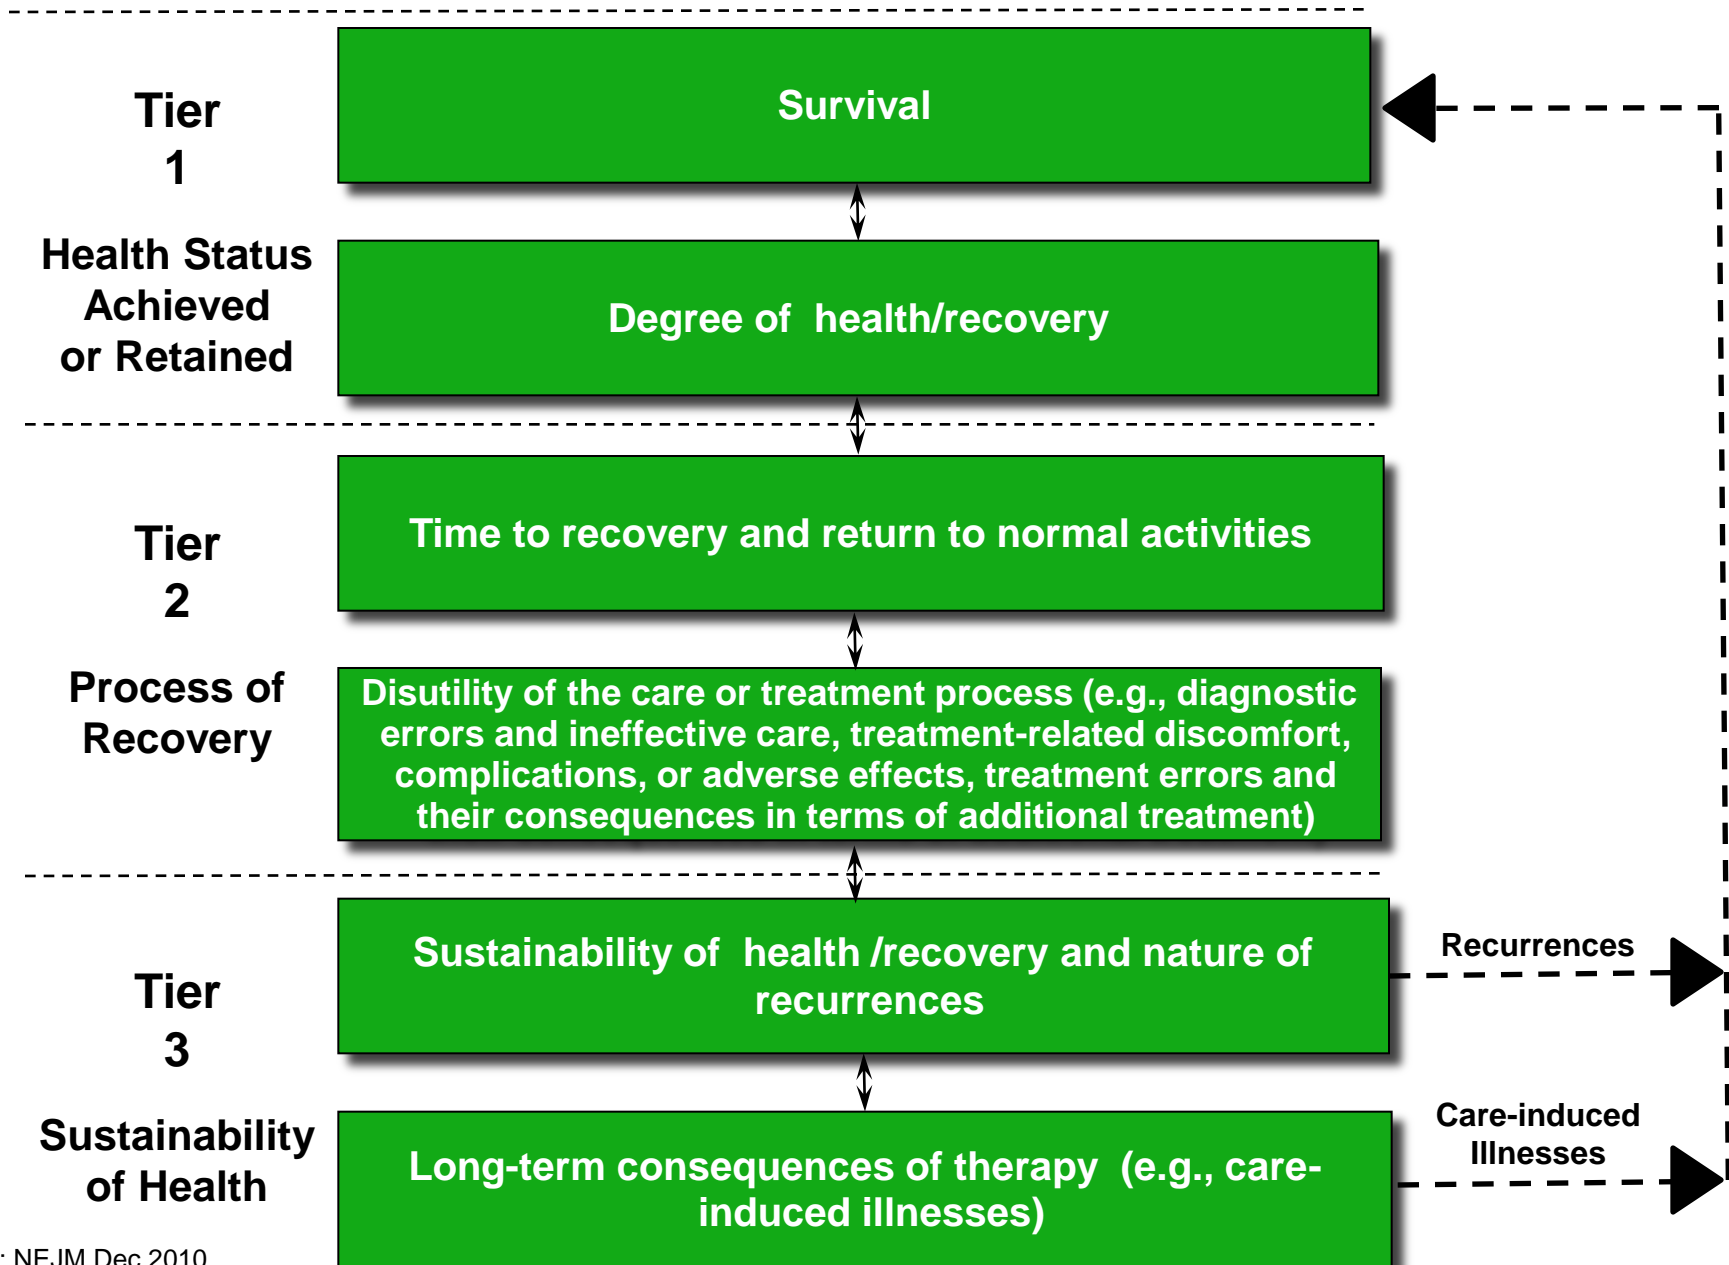 Tier
1
Health Status
Achieved
or Retained
Survival
Degree of health/recovery
Tier
2
Process of
Recovery
Time to recovery and return to normal activities
Disutility of the care or treatment process (e.g., diagnostic
errors and ineffective care, treatment-related discomfort,
complications, or adverse effects, treatment errors and
their consequences in terms of additional treatment)
Tier
3
Sustainability
of Health
Sustainability of health /recovery and nature of
recurrences
Recurrences
Long-term consequences of therapy (e.g., care-
induced illnesses)
Care-induced
Illnesses
: NEJM Dec 2010